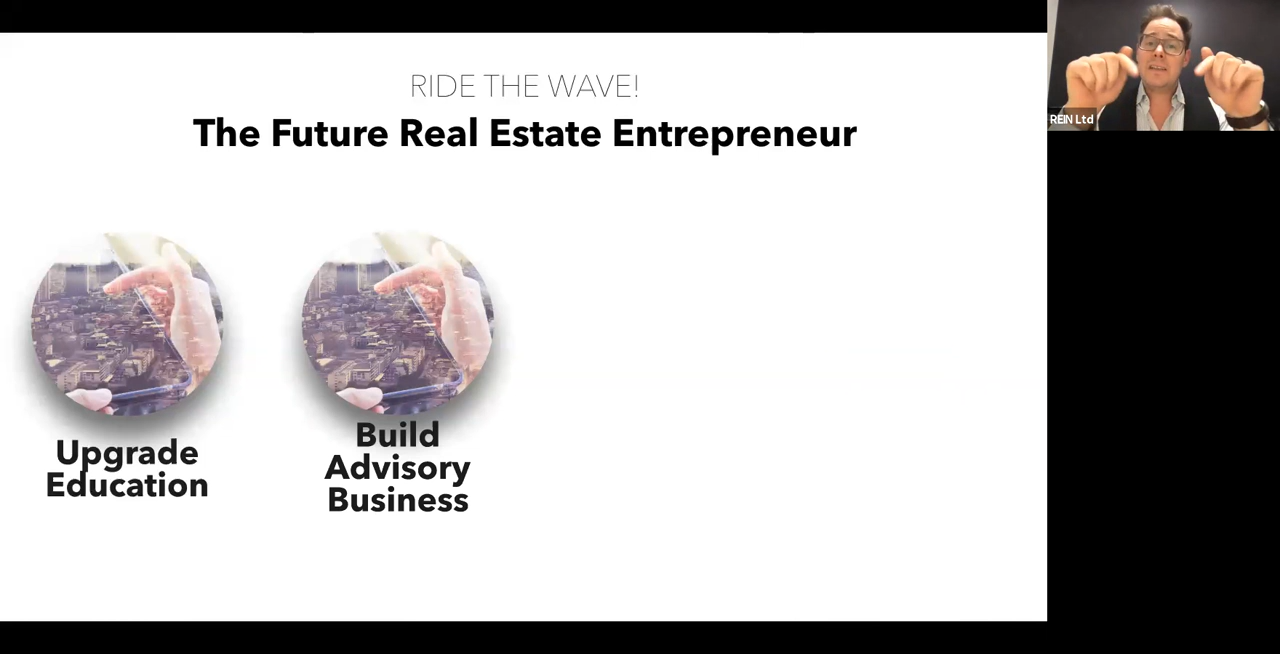 RIDE THE WAVE!
The Future Real Estate Entrepreneur
REIN Ltd
Upgrade
Education
Build
Advisory
Business